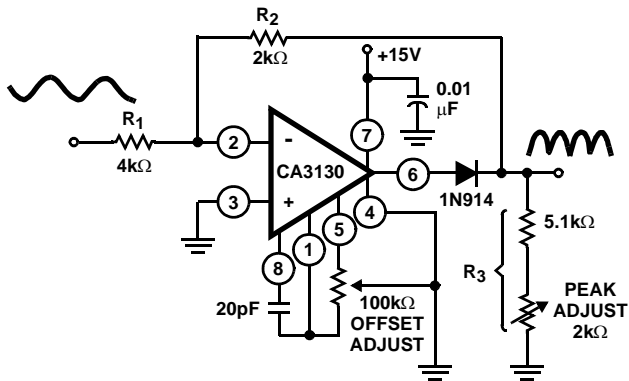 R2
2kΩ
+15V
0.01
μF
R1
4kΩ
2
-
7
CA3130
6
1N914
3
+
4
5
1
8
5.1kΩ
R3
20pF
100kΩ
OFFSET
ADJUST
PEAK
ADJUST
2kΩ